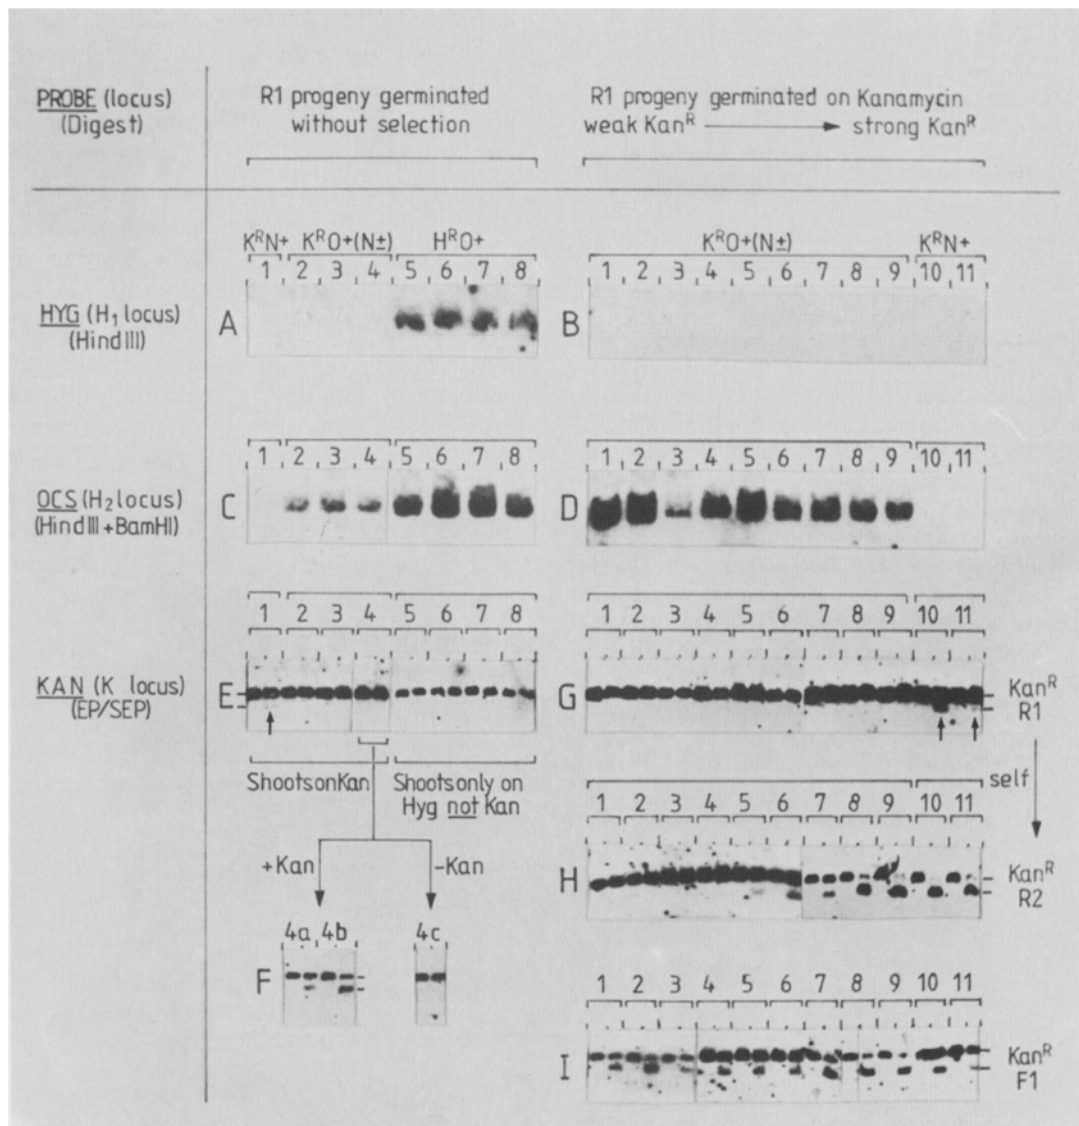 PROBE (locus)
(Digest)
R1 progeny germinated
without selection
R1 progeny germinated on Kanamycin
weak Kanᴿ → strong Kanᴿ
KᴿN+ KᴿO+(N±) HᴿO+
1 2 3 4 5 6 7 8
KᴿO+(N±) KᴿN+
1 2 3 4 5 6 7 8 9 10 11
HYG (H₁ locus)
(Hind III)
A
B
1 2 3 4 5 6 7 8
1 2 3 4 5 6 7 8 9 10 11
OCS (H₂ locus)
(Hind III + BamHI)
C
D
1 2 3 4 5 6 7 8
1 2 3 4 5 6 7 8 9 10 11
KAN (K locus)
(EP/SEP)
E
G
Kanᴿ
R1
Shoots on Kan
Shoots only on
Hyg not Kan
self
1 2 3 4 5 6 7 8 9 10 11
+Kan
-Kan
H
Kanᴿ
R2
4a 4b
4c
F
1 2 3 4 5 6 7 8 9 10 11
I
Kanᴿ
F1